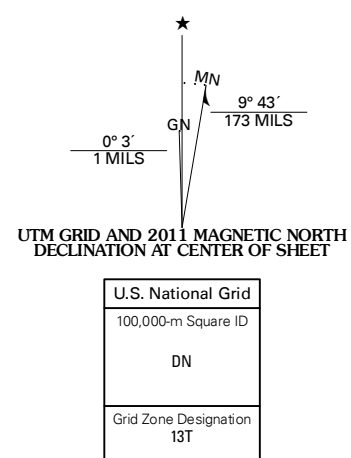 MN
9° 43´
173 MILS
GN
0° 3´
1 MILS
UTM GRID AND 2011 MAGNETIC NORTH
DECLINATION AT CENTER OF SHEET
U.S. National Grid
100,000-m Square ID
DN
Grid Zone Designation
13T